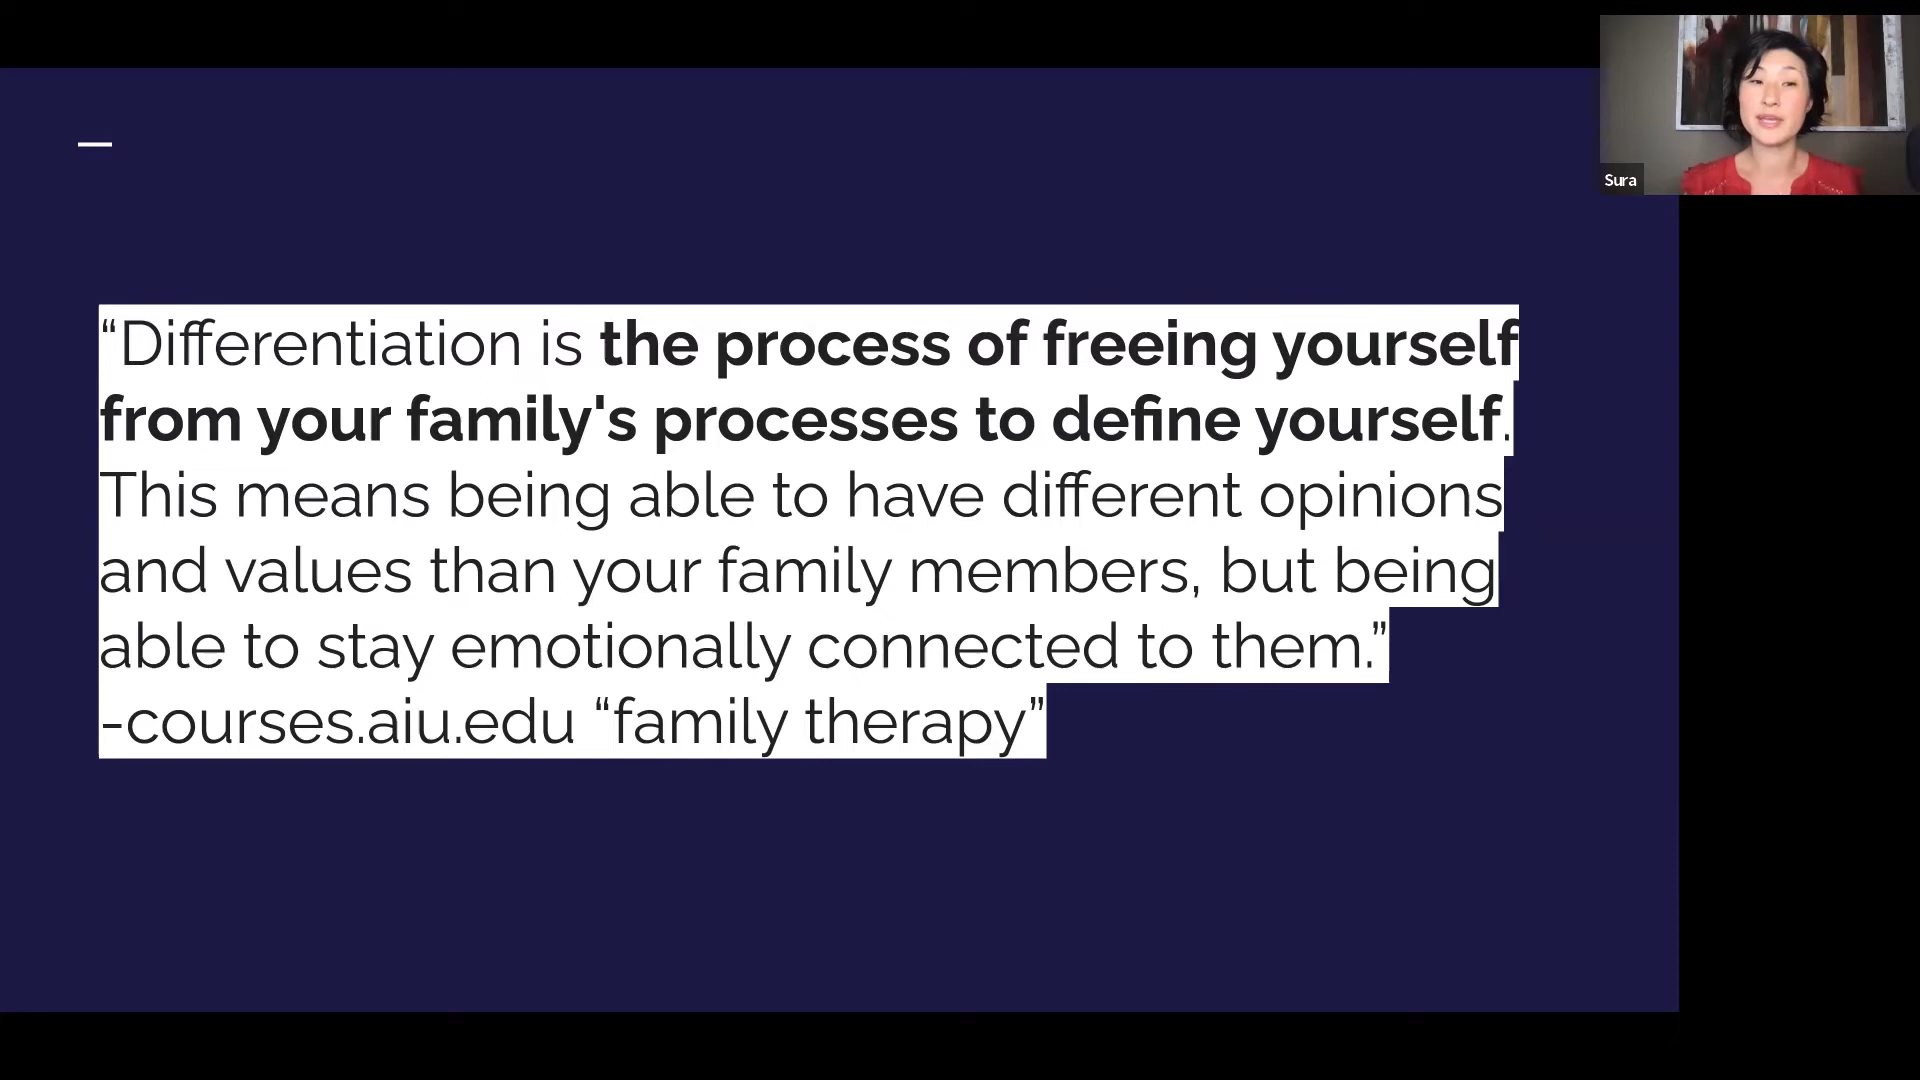 “Differentiation is the process of freeing yourself
from your family's processes to define yourself.
This means being able to have different opinions
and values than your family members, but being
able to stay emotionally connected to them.”
-courses.aiu.edu “family therapy”
Sura